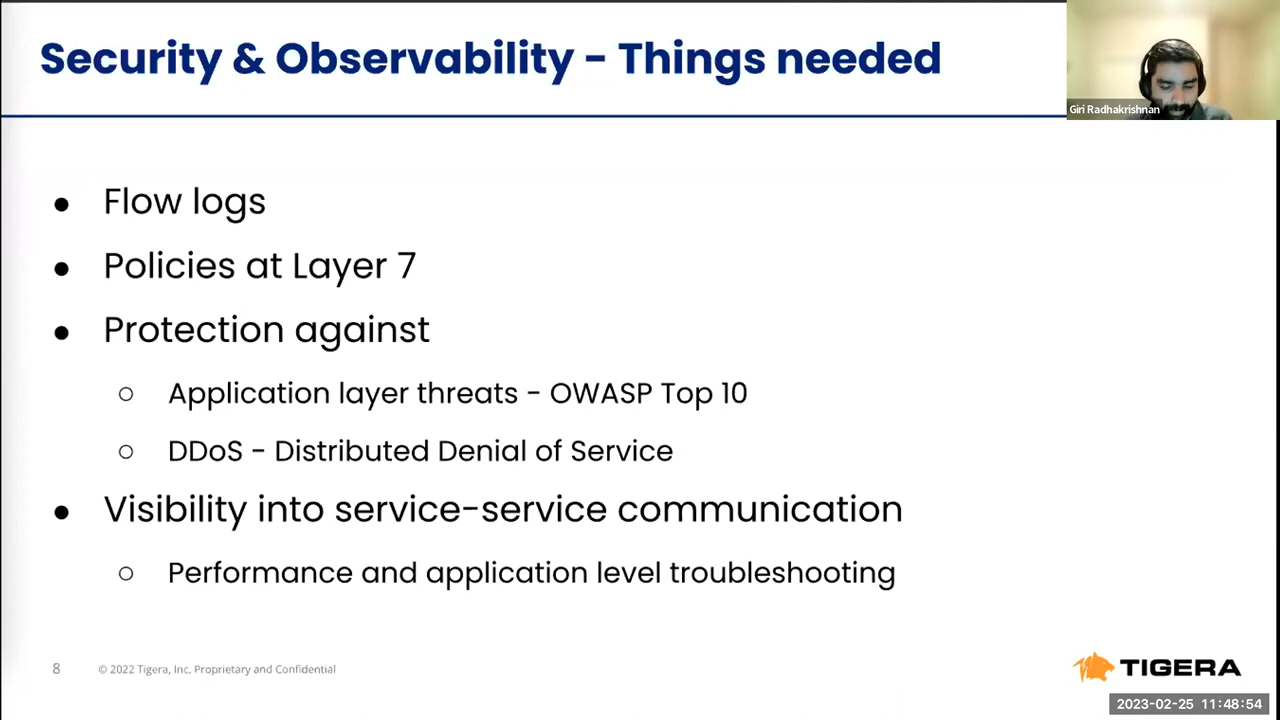 Security & Observability - Things needed
Giri Radhakrishnan
● Flow logs
● Policies at Layer 7
● Protection against
○ Application layer threats - OWASP Top 10
○ DDoS - Distributed Denial of Service
● Visibility into service-service communication
○ Performance and application level troubleshooting
8 © 2022 Tigera, Inc. Proprietary and Confidential
TIGERA
2023-02-25 11:48:54